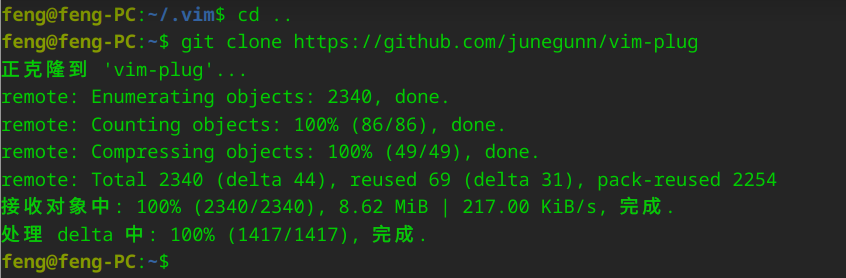 feng@feng-PC:~/.vim$ cd ..
feng@feng-PC:~$ git clone https://github.com/junegunn/vim-plug
正克隆到 'vim-plug'...
remote: Enumerating objects: 2340, done.
remote: Counting objects: 100% (86/86), done.
remote: Compressing objects: 100% (49/49), done.
remote: Total 2340 (delta 44), reused 69 (delta 31), pack-reused 2254
接收对象中: 100% (2340/2340), 8.62 MiB | 217.00 KiB/s, 完成.
处理 delta 中: 100% (1417/1417), 完成.
feng@feng-PC:~$